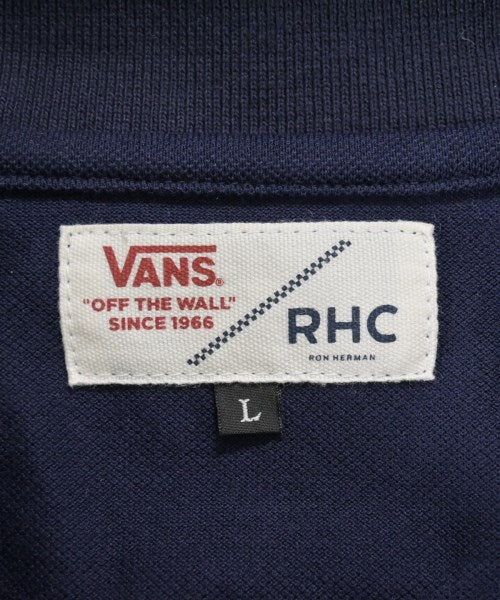 VANS®
"OFF THE WALL"
SINCE 1966
RHC
RON HERMAN
L